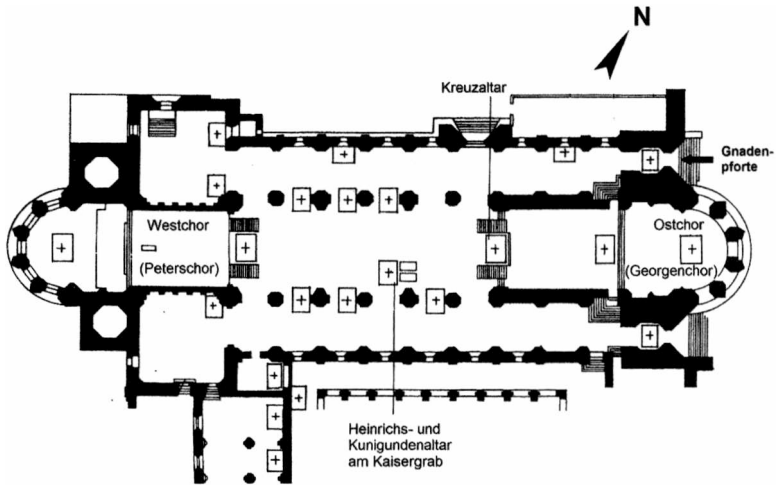 N
Kreuzaltar
Gnaden-
pforte
Westchor
(Peterschor)
Ostchor
(Georgenchor)
Heinrichs- und
Kunigundenaltar
am Kaisergrab